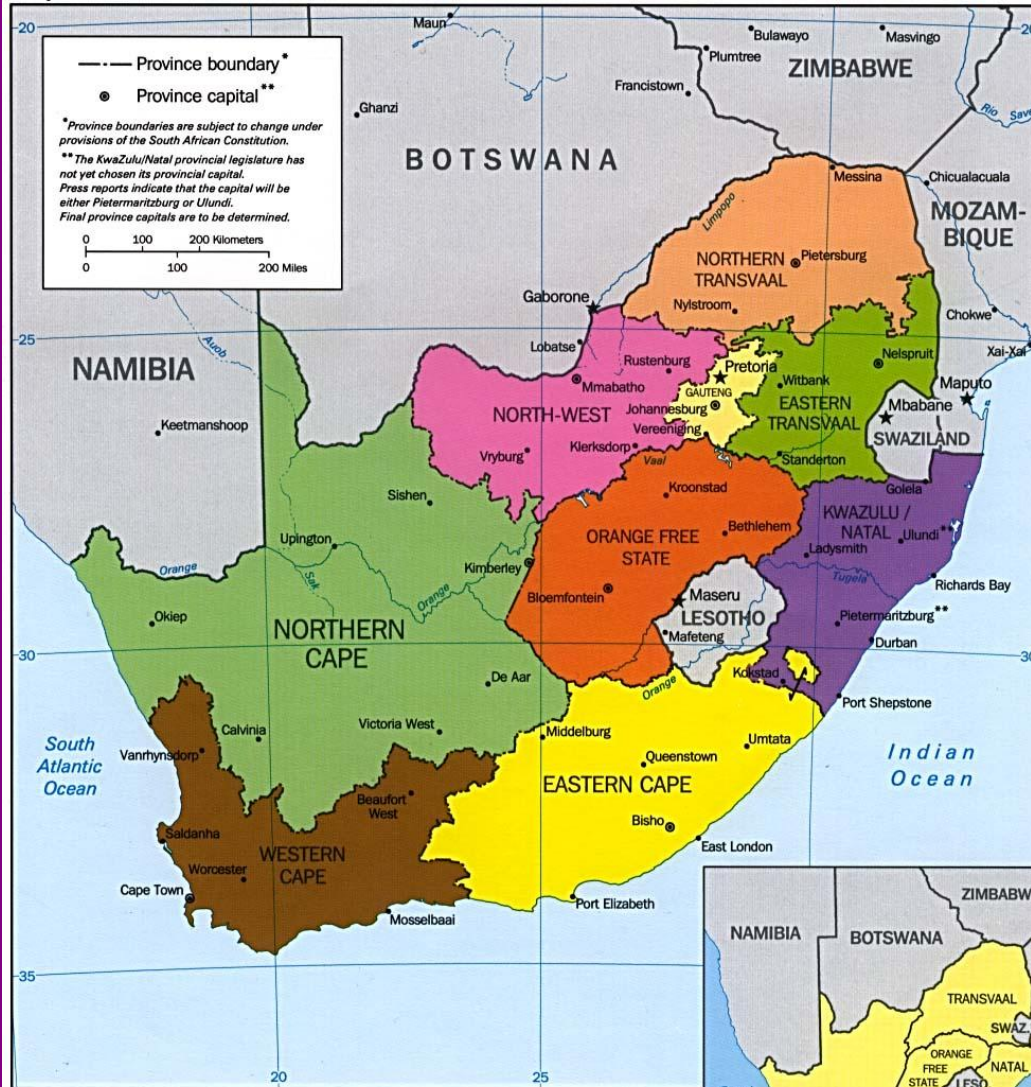 20
20
Maun
Bulawayo
Masvingo
Plumtree
ZIMBABWE
Francistown
Rio Save
Province boundary*
Province capital**
*Province boundaries are subject to change under
provisions of the South African Constitution.
**The KwaZulu/Natal provincial legislature has
not yet chosen its provincial capital.
Press reports indicate that the capital will be
either Pietermaritzburg or Ulundi.
Final province capitals are to be determined.
0 100 200 Kilometers
0 100 200 Miles
Ghanzi
BOTSWANA
Messina
Chicualacuala
MOZAM-
BIQUE
Limpopo
NORTHERN
TRANSVAAL
Pietersburg
Nylstroom
Gaborone
Chokwe
25
Lobatse
Rustenburg
Pretoria
Nelspruit
Xai-Xai
Auob
NAMIBIA
Mmabatho
GAUTENG
Witbank
Maputo
NORTH-WEST
Johannesburg
EASTERN
TRANSVAAL
Mbabane
Keetmanshoop
Vereeniging
SWAZILAND
Klerksdorp
Vryburg
Vaal
Standerton
Sishen
Kroonstad
Golela
KWAZULU /
NATAL
Upington
ORANGE FREE
STATE
Bethlehem
Ulundi
Ladysmith
Orange
Kimberley
Sak
Orange
Bloemfontein
Tugela
Richards Bay
Maseru
Okiep
LESOTHO
Pietermaritzburg**
NORTHERN
CAPE
Mafeteng
Durban
30
30
De Aar
Orange
Kokstad
Port Shepstone
Calvinia
Victoria West
Middelburg
Umtata
South
Atlantic
Ocean
Vanrhynsdorp
Queenstown
Indian
Ocean
EASTERN CAPE
Beaufort
West
Bisho
Saldanha
East London
WESTERN
CAPE
Worcester
Cape Town
Port Elizabeth
Mosselbaai
35
20
25
ZIMBABW
NAMIBIA
BOTSWANA
TRANSVAAL
SWAZ.
ORANGE
FREE
STATE
NATAL